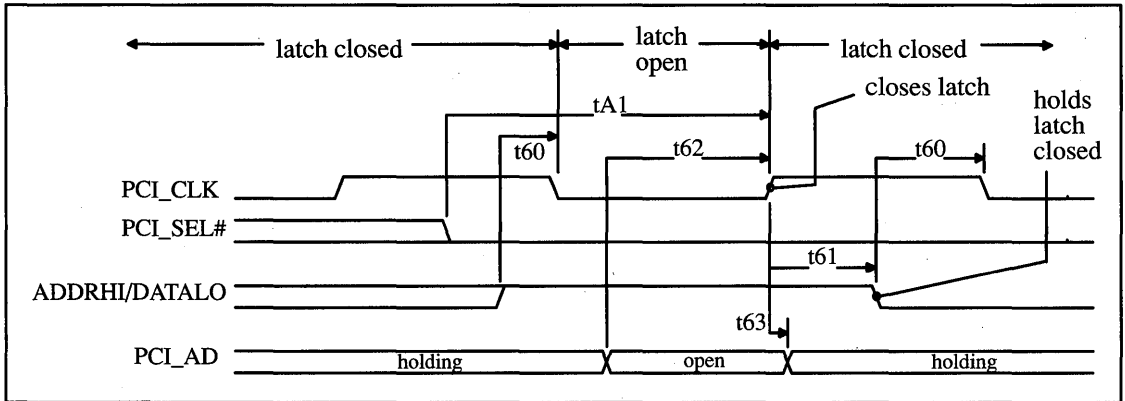 latch closed
latch
open
latch closed
closes latch
holds
latch
closed
tA1
t60
t62
t60
PCI_CLK
PCI_SEL#
t61
ADDRHI/DATALO
t63
PCI_AD
holding
open
holding